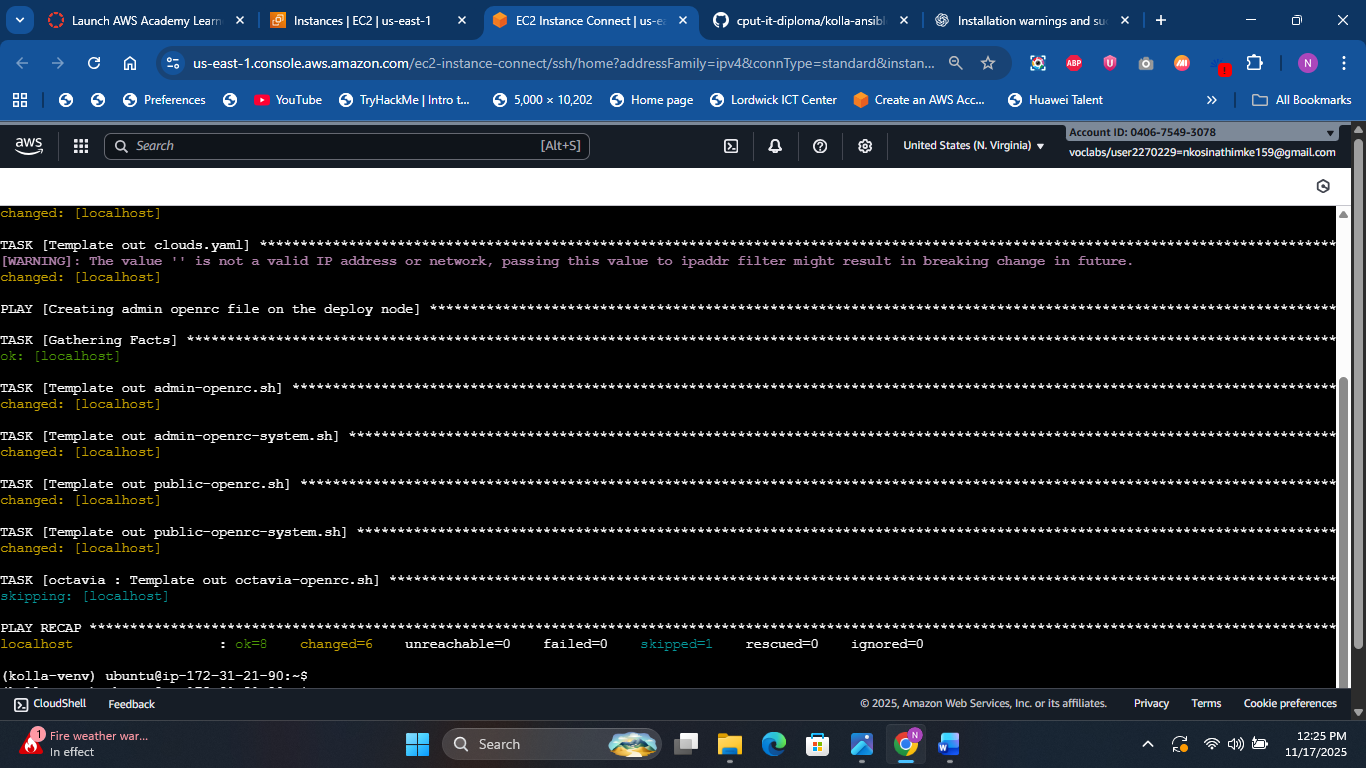 Launch AWS Academy Learn
Instances | EC2 | us-east-1
EC2 Instance Connect | us-ea
cput-it-diploma/kolla-ansibl
Installation warnings and su
us-east-1.console.aws.amazon.com/ec2-instance-connect/ssh/home?addressFamily=ipv4&connType=standard&instan...
ABP
N
Preferences
YouTube
TryHackMe | Intro t...
5,000 × 10,202
Home page
Lordwick ICT Center
Create an AWS Acc...
Huawei Talent
All Bookmarks
aws
Search
[Alt+S]
United States (N. Virginia)
Account ID: 0406-7549-3078
voclabs/user2270229=nkosinathimke159@gmail.com
changed: [localhost]
TASK [Template out clouds.yaml] ************************************************************
[WARNING]: The value '' is not a valid IP address or network, passing this value to ipaddr filter might result in breaking change in future.
changed: [localhost]
PLAY [Creating admin openrc file on the deploy node] ************************************************************
TASK [Gathering Facts] ************************************************************
ok: [localhost]
TASK [Template out admin-openrc.sh] ************************************************************
changed: [localhost]
TASK [Template out admin-openrc-system.sh] ************************************************************
changed: [localhost]
TASK [Template out public-openrc.sh] ************************************************************
changed: [localhost]
TASK [Template out public-openrc-system.sh] ************************************************************
changed: [localhost]
TASK [octavia : Template out octavia-openrc.sh] ************************************************************
skipping: [localhost]
PLAY RECAP ************************************************************
localhost : ok=8 changed=6 unreachable=0 failed=0 skipped=1 rescued=0 ignored=0
(kolla-venv) ubuntu@ip-172-31-21-90:~$
CloudShell
Feedback
© 2025, Amazon Web Services, Inc. or its affiliates.
Privacy
Terms
Cookie preferences
1
Fire weather war...
In effect
Search
N
12:25 PM
11/17/2025